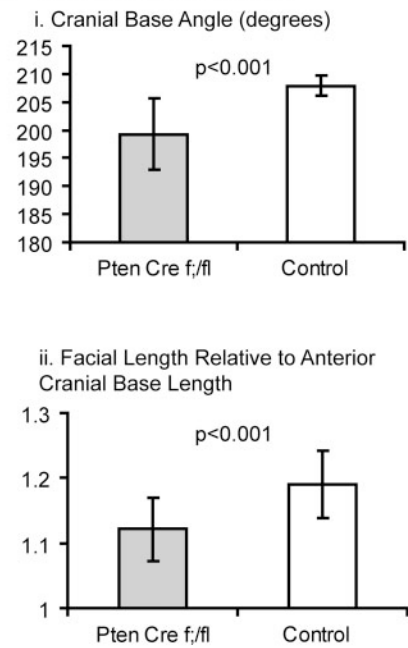 i. Cranial Base Angle (degrees)
215
210
205
200
195
190
185
180
p<0.001
Pten Cre f;/fl
Control
ii. Facial Length Relative to Anterior
Cranial Base Length
1.3
1.2
1.1
1
p<0.001
Pten Cre f;/fl
Control